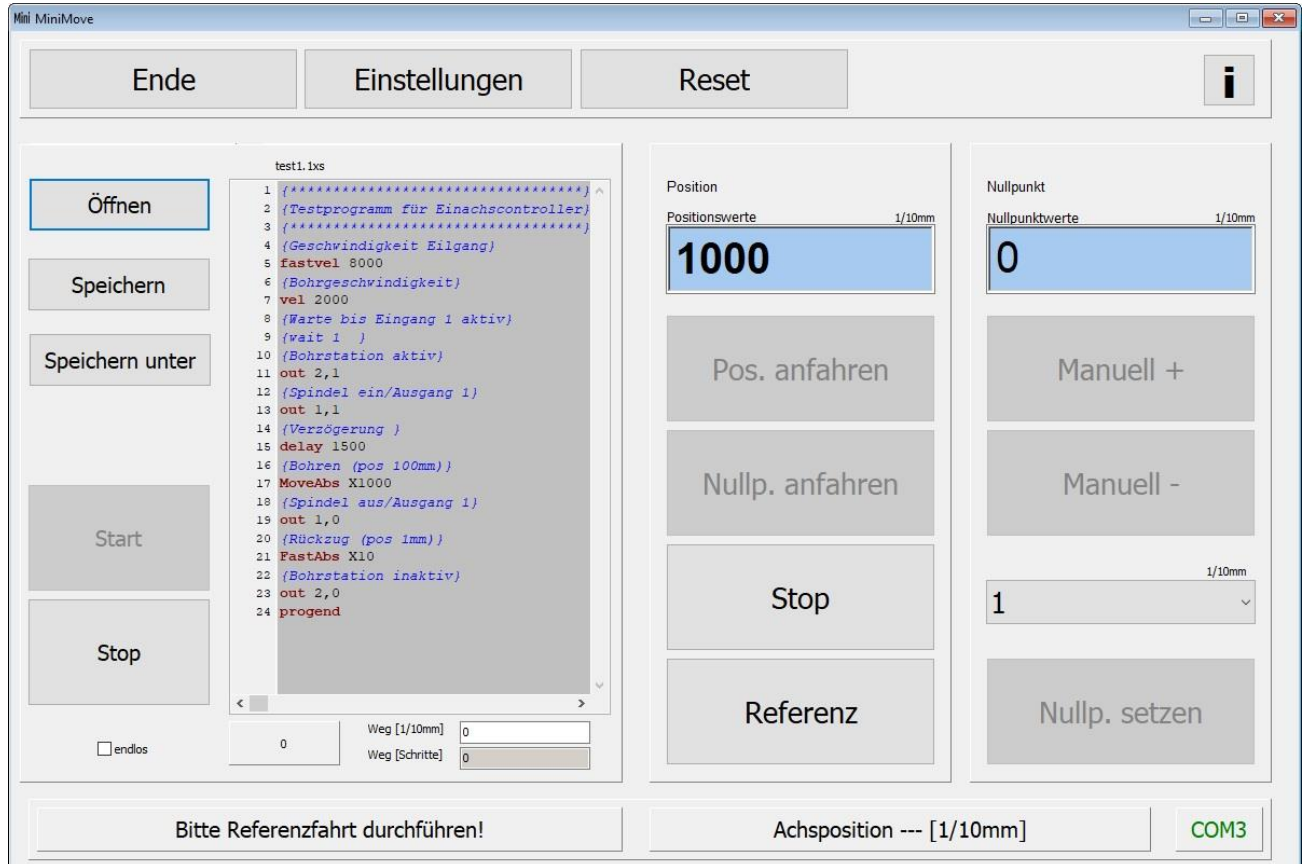 Mini MiniMove
Ende
Einstellungen
Reset
i
test1.1xs
Öffnen
Speichern
Speichern unter
Start
Stop
endlos
1 {***********************************}
2 {Testprogramm für Einachscontroller}
3 {***********************************}
4 {Geschwindigkeit Eilgang}
5 fastvel 8000
6 {Bohrgeschwindigkeit}
7 vel 2000
8 {Warte bis Eingang 1 aktiv}
9 {wait 1  }
10 {Bohrstation aktiv}
11 out 2,1
12 {Spindel ein/Ausgang 1}
13 out 1,1
14 {Verzögerung }
15 delay 1500
16 {Bohren (pos 100mm)}
17 MoveAbs X1000
18 {Spindel aus/Ausgang 1}
19 out 1,0
20 {Rückzug (pos 1mm)}
21 FastAbs X10
22 {Bohrstation inaktiv}
23 out 2,0
24 progend
0
Weg [1/10mm] 0
Weg [Schritte] 0
Position
Positionswerte 1/10mm
1000
Pos. anfahren
Nullp. anfahren
Stop
Referenz
Nullpunkt
Nullpunktwerte 1/10mm
0
Manuell +
Manuell -
1/10mm
1
Nullp. setzen
Bitte Referenzfahrt durchführen!
Achsposition --- [1/10mm]
COM3